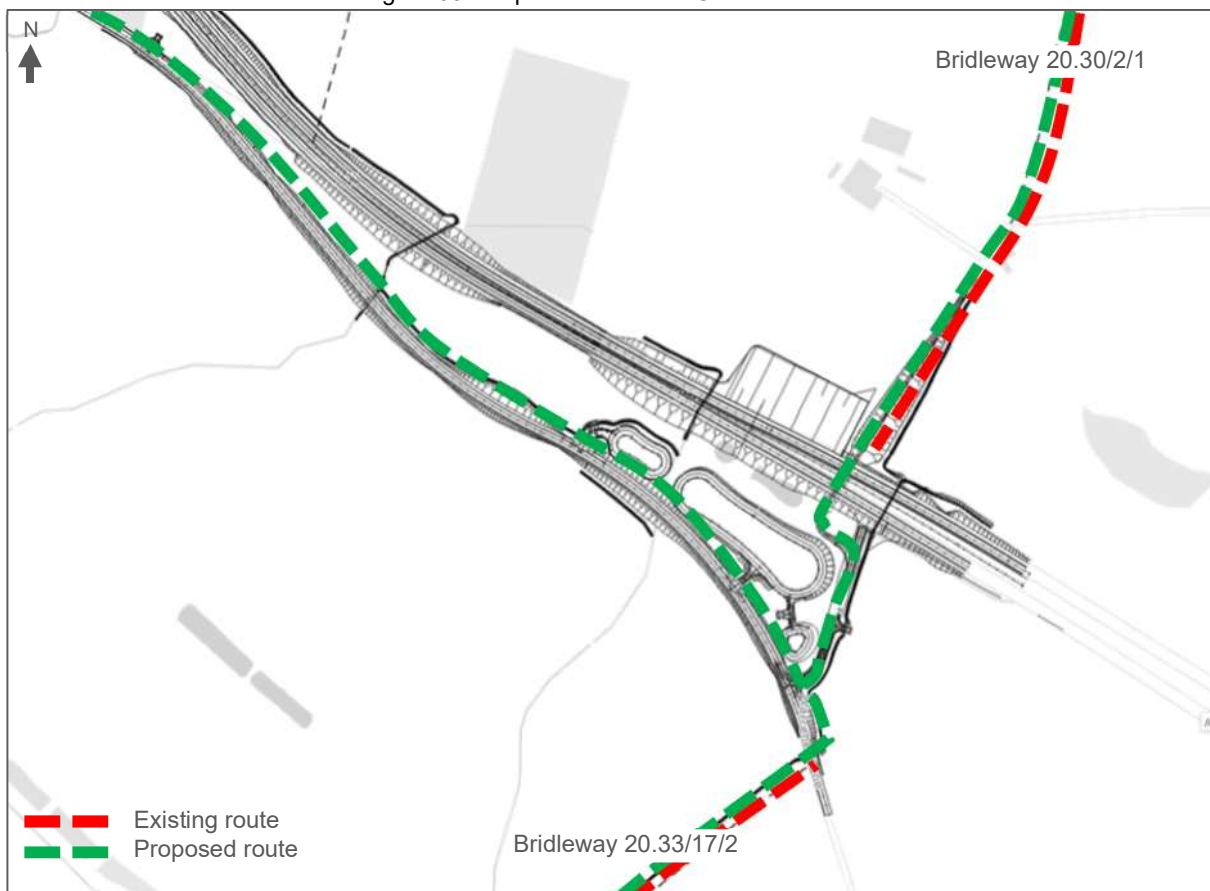 N
Bridleway 20.30/2/1
A
Existing route
Proposed route
Bridleway 20.33/17/2